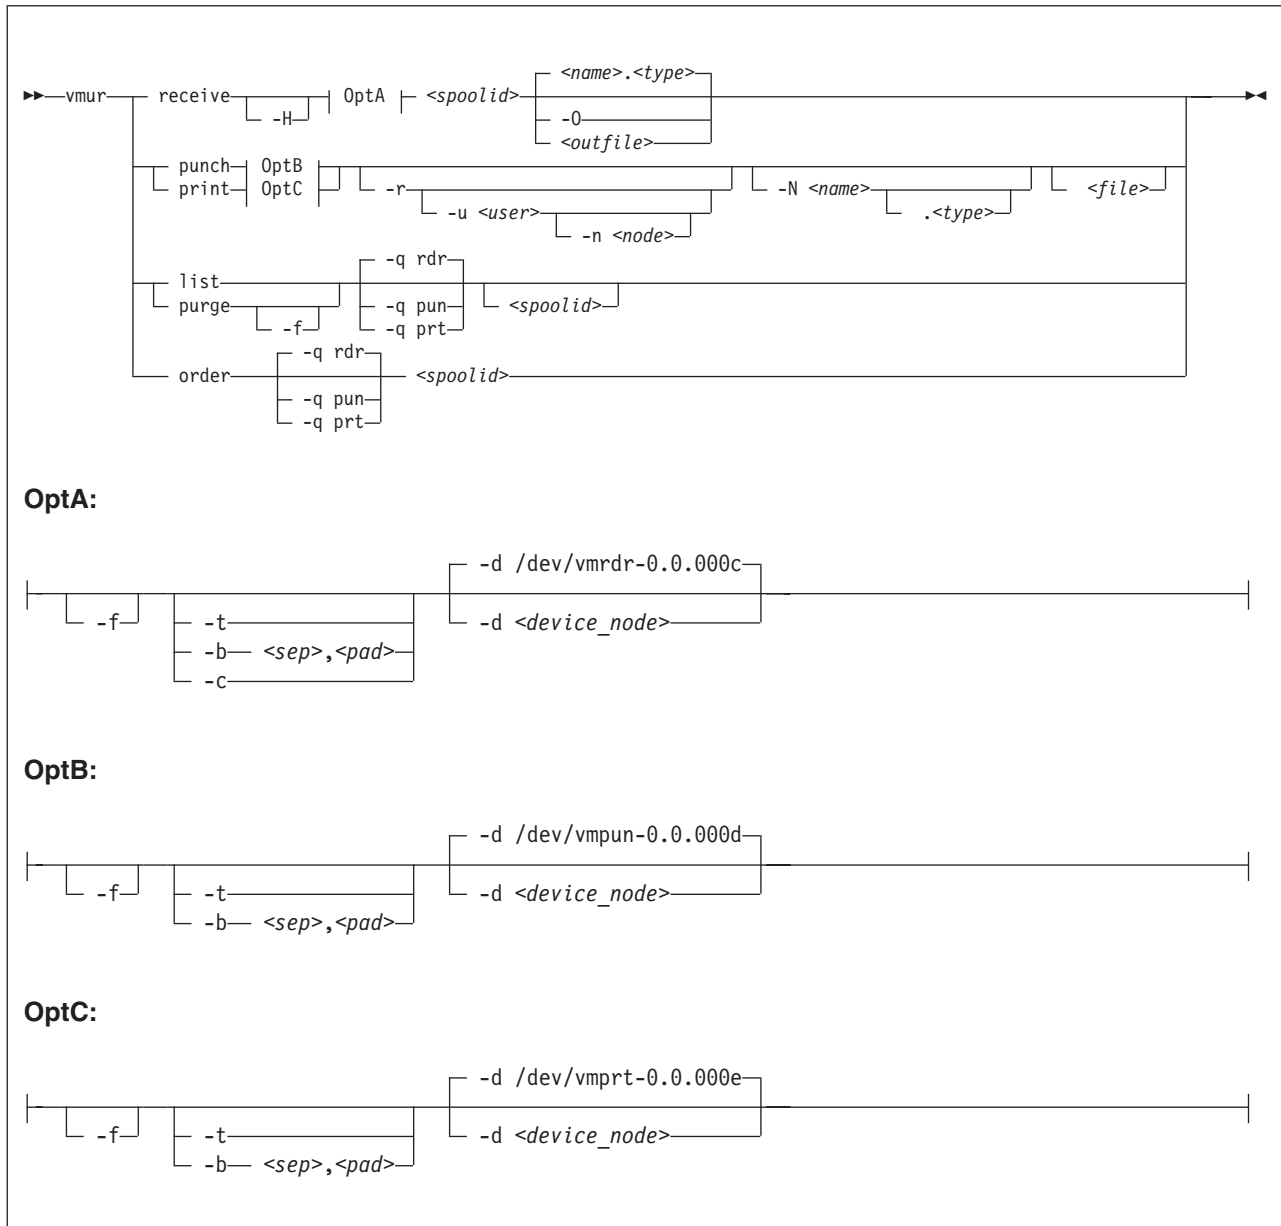 <name>.<type>
vmur receive OptA <spoolid>
-H -O
<outfile>
punch OptB
print OptC -r -N <name> <file>
-u <user> .<type>
-n <node>
-q rdr
list
purge -q pun <spoolid>
-f -q prt
-q rdr
order <spoolid>
-q pun
-q prt
OptA:
-d /dev/vmrdr-0.0.000c
-f -t -d <device_node>
-b <sep>,<pad>
-c
OptB:
-d /dev/vmpun-0.0.000d
-f -t -d <device_node>
-b <sep>,<pad>
OptC:
-d /dev/vmprt-0.0.000e
-f -t -d <device_node>
-b <sep>,<pad>